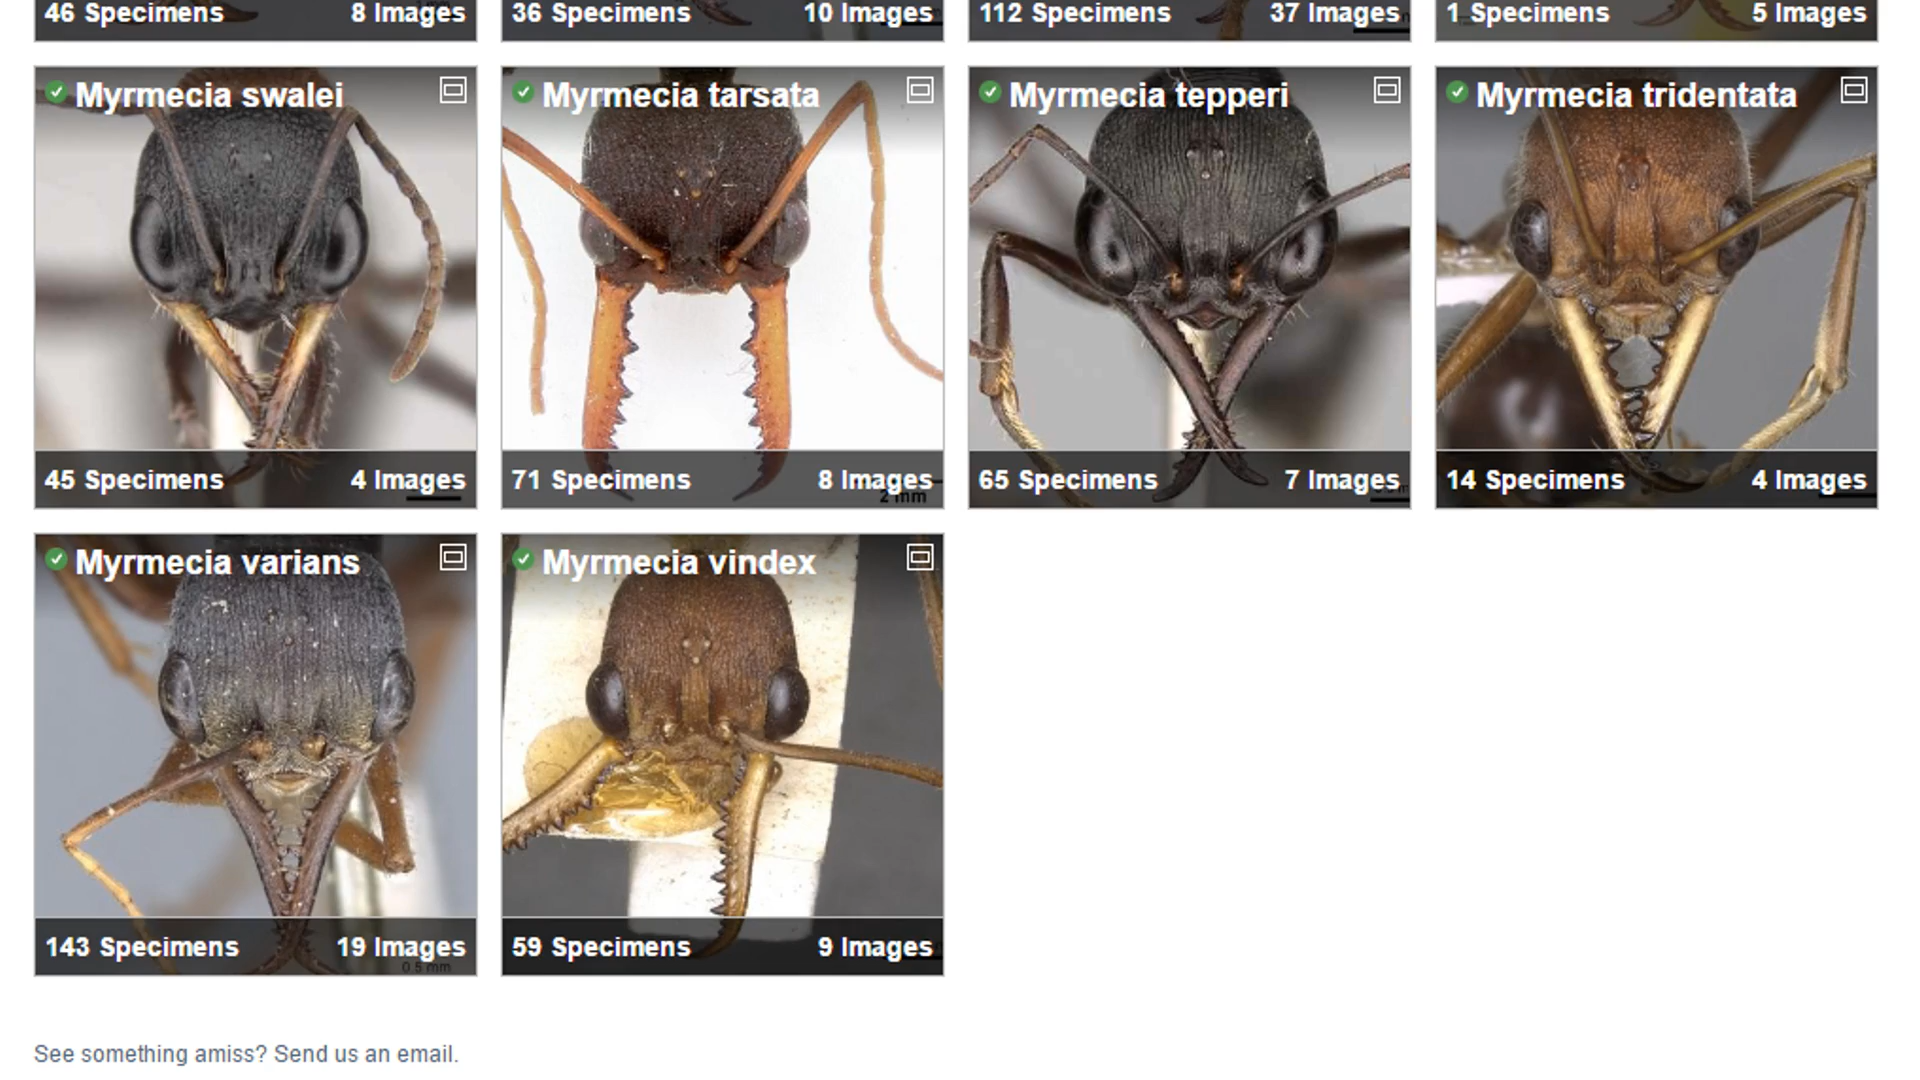 46 Specimens 8 Images
36 Specimens 10 Images
112 Specimens 37 Images
1 Specimens 5 Images
Myrmecia swalei
45 Specimens 4 Images
Myrmecia tarsata
71 Specimens 8 Images
2 mm
Myrmecia tepperi
65 Specimens 7 Images
Myrmecia tridentata
14 Specimens 4 Images
Myrmecia varians
143 Specimens 19 Images
0.5 mm
Myrmecia vindex
59 Specimens 9 Images
See something amiss? Send us an email.